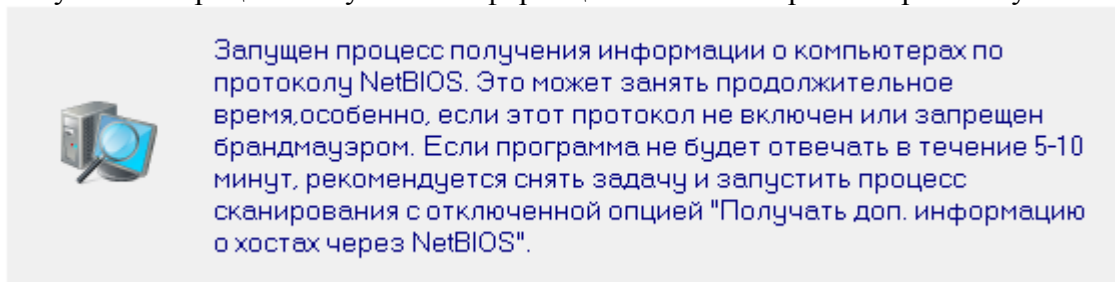 Запущен процесс получения информации о компьютерах по
протоколу NetBIOS. Это может занять продолжительное
время,особенно, если этот протокол не включен или запрещен
брандмауэром. Если программа не будет отвечать в течение 5-10
минут, рекомендуется снять задачу и запустить процесс
сканирования с отключенной опцией "Получать доп. информацию
о хостах через NetBIOS".